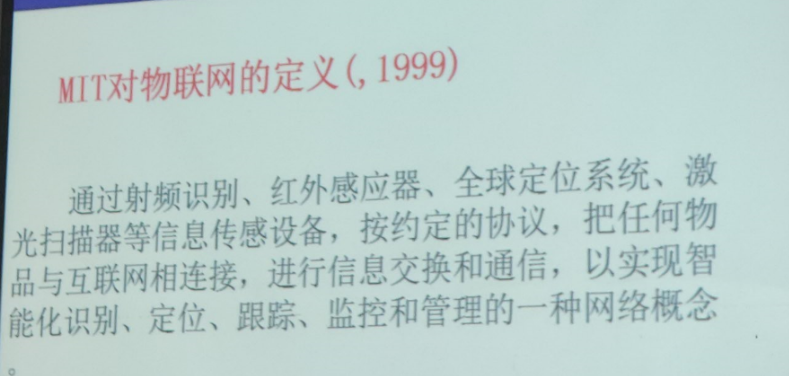 MIT对物联网的定义(,1999)
通过射频识别、红外感应器、全球定位系统、激
光扫描器等信息传感设备，按约定的协议，把任何物
品与互联网相连接，进行信息交换和通信，以实现智
能化识别、定位、跟踪、监控和管理的一种网络概念
。